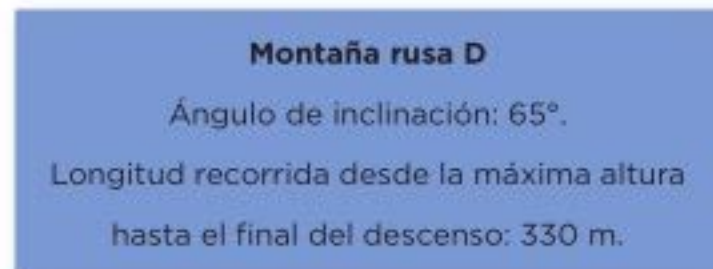 Montaña rusa D
Ángulo de inclinación: 65°.
Longitud recorrida desde la máxima altura
hasta el final del descenso: 330 m.